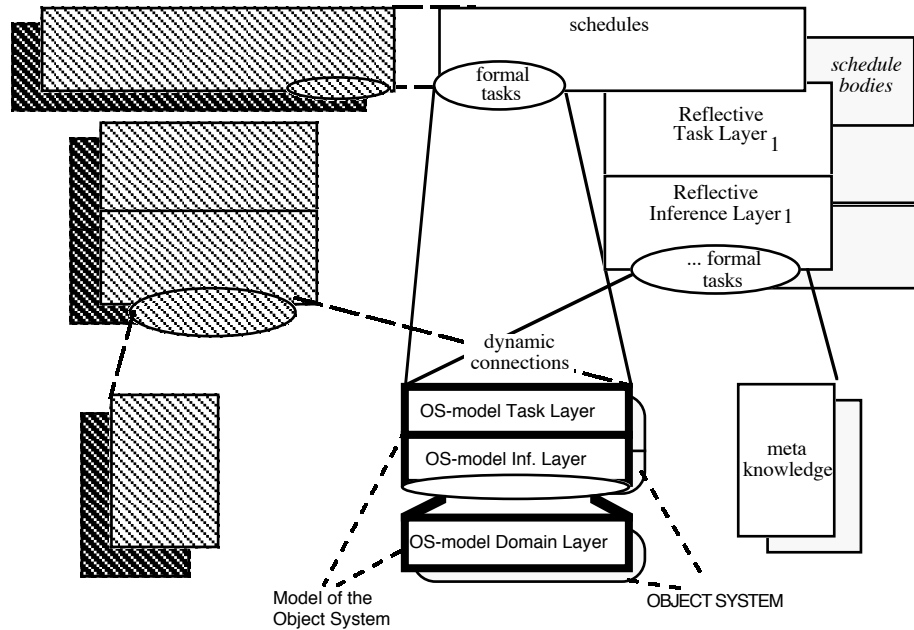 schedules
formal
tasks
schedule
bodies
Reflective
Task Layer 1
Reflective
Inference Layer 1
... formal
tasks
dynamic
connections
OS-model Task Layer
OS-model Inf. Layer
meta
knowledge
OS-model Domain Layer
Model of the
Object System
OBJECT SYSTEM